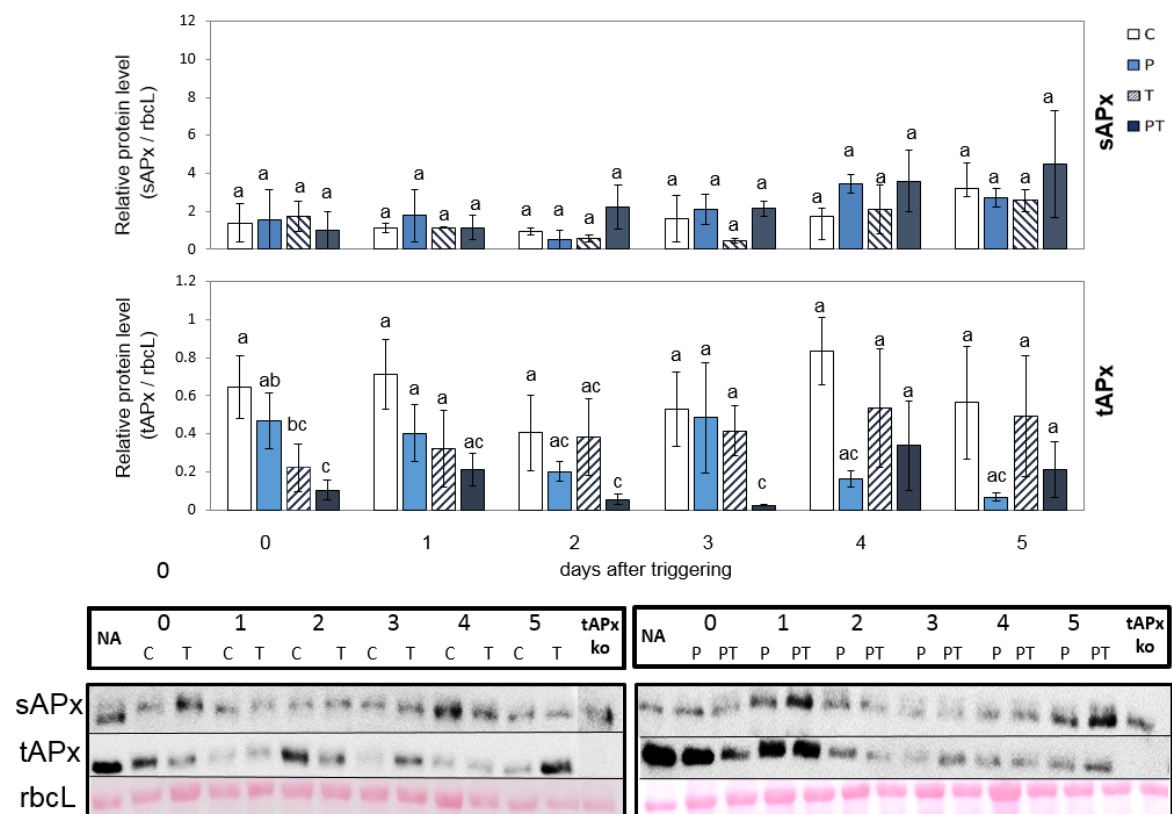 12
10
8
6
4
2
0
Relative protein level
(sAPx / rbcL)
a a a a a a a a a a a a a a a a a a a a a a a a
C
P
T
PT
sAPx
1.2
1
0.8
0.6
0.4
0.2
0
Relative protein level
(tAPx / rbcL)
a ab bc c a a a ac a ac ac c a a a c a ac a a a ac a a
tAPx
0 1 2 3 4 5
0
days after triggering
NA 0 1 2 3 4 5 tAPx ko
C T C T C T C T C T C T
NA 0 1 2 3 4 5 tAPx ko
P PT P PT P PT P PT P PT P PT
sAPx
tAPx
rbcL